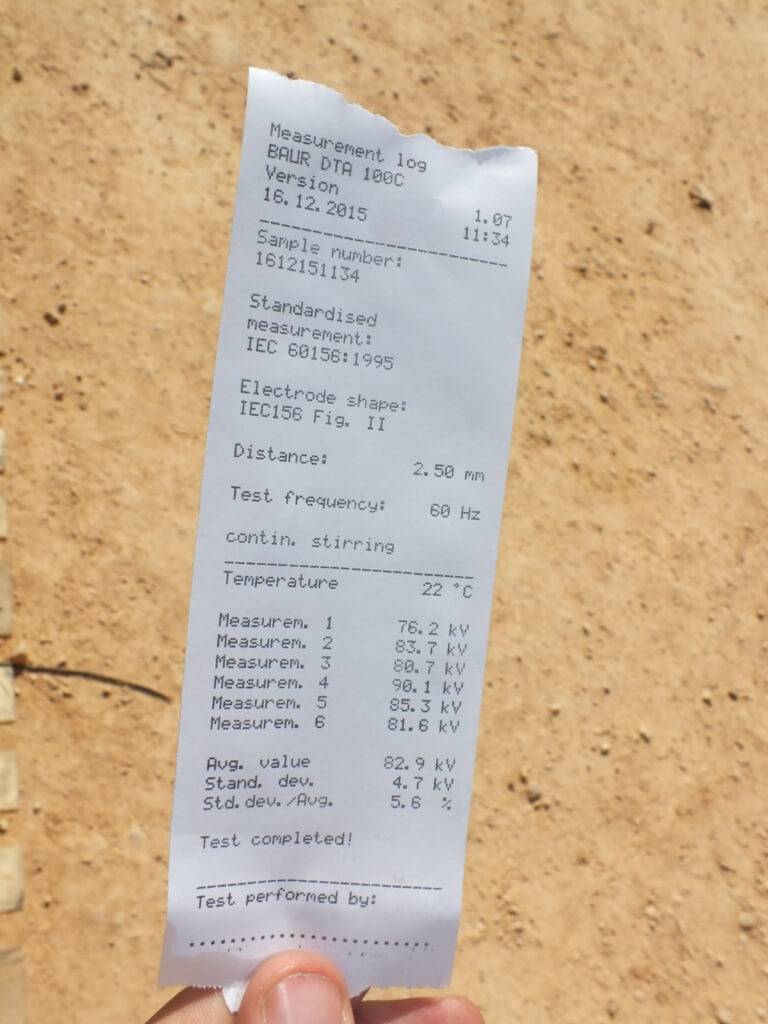 Measurement log
BAUR DTA 100C
Version 1.07
16.12.2015 11:34
Sample number:
1612151134
Standardised
measurement:
IEC 60156:1995
Electrode shape:
IEC156 Fig. II
Distance: 2.50 mm
Test frequency: 60 Hz
contin. stirring
Temperature 22 °C
Measurem. 1 76.2 kV
Measurem. 2 83.7 kV
Measurem. 3 80.7 kV
Measurem. 4 90.1 kV
Measurem. 5 85.3 kV
Measurem. 6 81.6 kV
Avg. value 82.9 kV
Stand. dev. 4.7 kV
Std.dev./Avg. 5.6 %
Test completed!
Test performed by: